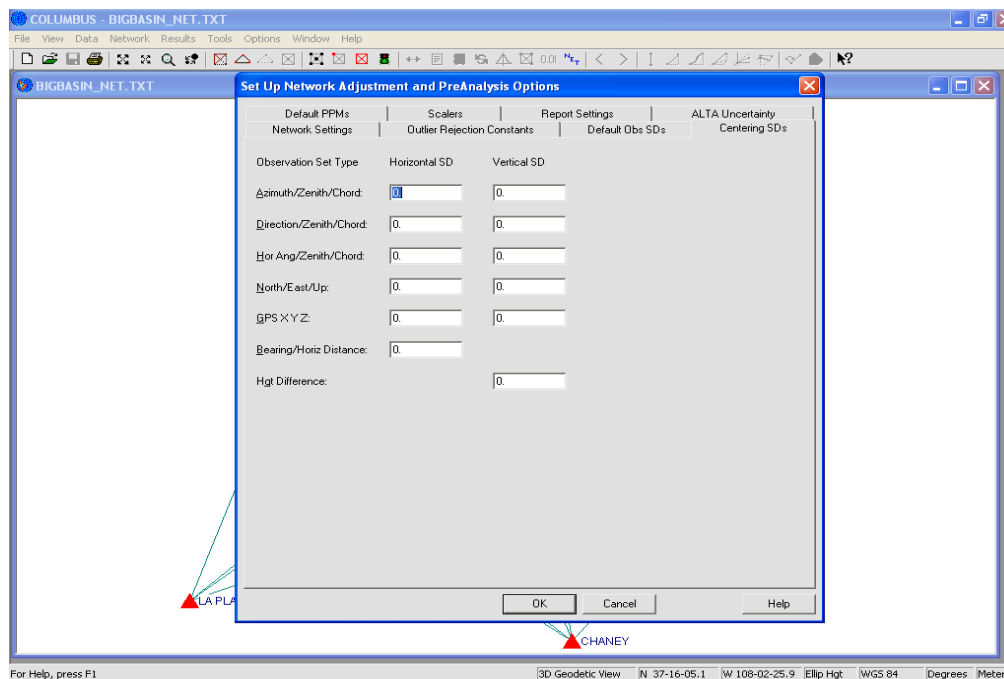 COLUMBUS - BIGBASIN_NET.TXT
File View Data Network Results Tools Options Window Help
BIGBASIN_NET.TXT
Set Up Network Adjustment and PreAnalysis Options
Default PPMs Scalers Report Settings ALTA Uncertainty
Network Settings Outlier Rejection Constants Default Obs SDs Centering SDs
Observation Set Type Horizontal SD Vertical SD
Azimuth/Zenith/Chord: 0. 0.
Direction/Zenith/Chord: 0. 0.
Hor Ang/Zenith/Chord: 0. 0.
North/East/Up: 0. 0.
GPS X Y Z: 0. 0.
Bearing/Horiz Distance: 0.
Hgt Difference: 0.
LA PLA
OK Cancel Help
CHANEY
For Help, press F1 3D Geodetic View N 37-16-05.1 W 108-02-25.9 Ellip Hgt WGS 84 Degrees Meter